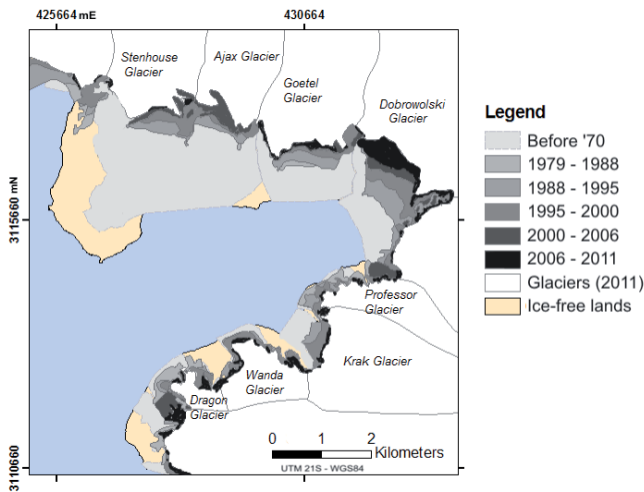 425664 mE
430664
Stenhouse
Glacier
Ajax Glacier
Goetel
Glacier
Dobrowolski
Glacier
3115660 mN
Professor
Glacier
Krak Glacier
Wanda
Glacier
Dragon
Glacier
0 1 2
Kilometers
UTM 21S - WGS84
3110660
Legend
Before '70
1979 - 1988
1988 - 1995
1995 - 2000
2000 - 2006
2006 - 2011
Glaciers (2011)
Ice-free lands